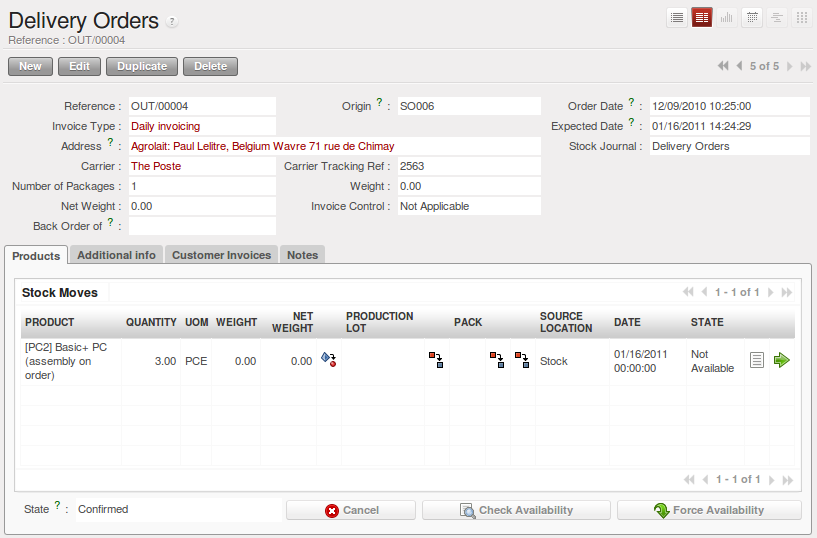 Delivery Orders ?
Reference : OUT/00004
New Edit Duplicate Delete 5 of 5
Reference : OUT/00004 Origin ? : SO006 Order Date ? : 12/09/2010 10:25:00
Invoice Type : Daily invoicing Expected Date ? : 01/16/2011 14:24:29
Address ? : Agrolait: Paul Lelitre, Belgium Wavre 71 rue de Chimay Stock Journal : Delivery Orders
Carrier : The Poste Carrier Tracking Ref : 2563
Number of Packages : 1 Weight : 0.00
Net Weight : 0.00 Invoice Control : Not Applicable
Back Order of ? :
Products Additional info Customer Invoices Notes
Stock Moves 1 - 1 of 1
PRODUCT QUANTITY UOM WEIGHT NET WEIGHT PRODUCTION LOT PACK SOURCE LOCATION DATE STATE
[PC2] Basic+ PC (assembly on order) 3.00 PCE 0.00 0.00 Stock 01/16/2011 00:00:00 Not Available
1 - 1 of 1
State ? : Confirmed Cancel Check Availability Force Availability